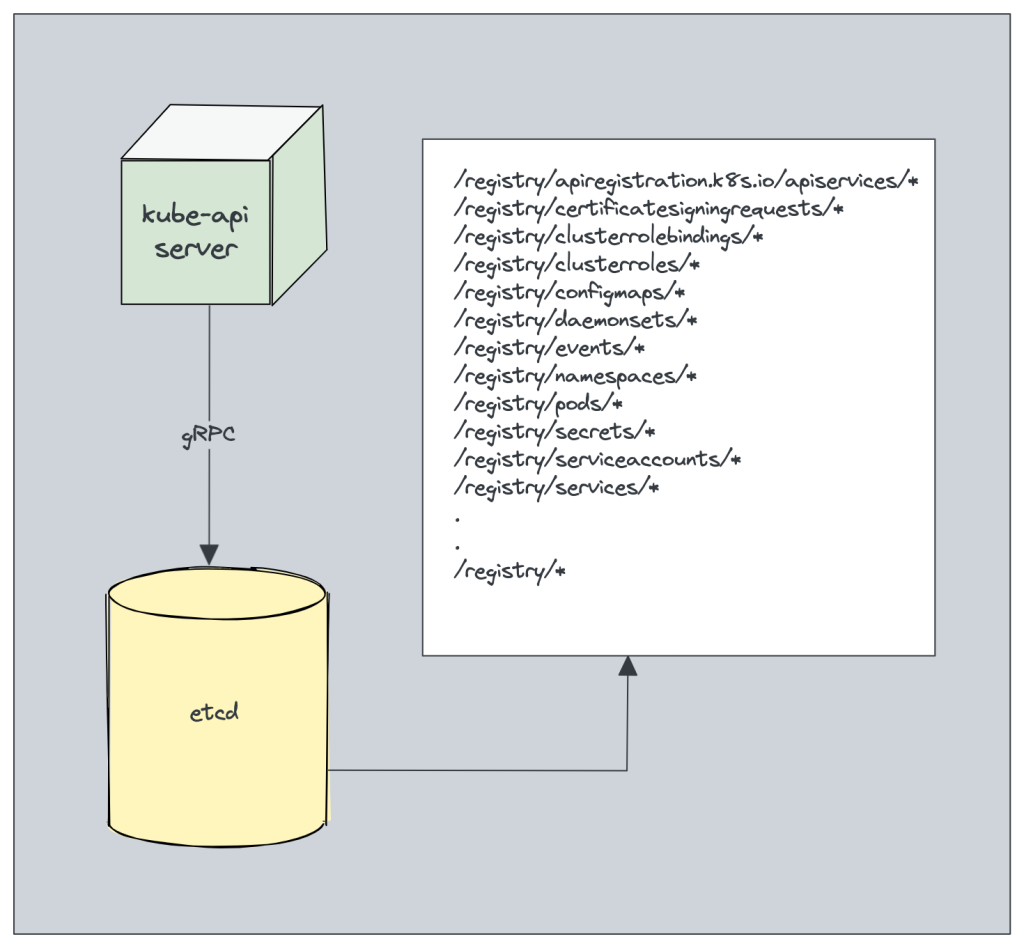 kube-api
server
gRPC
etcd
/registry/apiregistration.k8s.io/apiservices/*
/registry/certificatesigningrequests/*
/registry/clusterrolebindings/*
/registry/clusterroles/*
/registry/configmaps/*
/registry/daemonsets/*
/registry/events/*
/registry/namespaces/*
/registry/pods/*
/registry/secrets/*
/registry/serviceaccounts/*
/registry/services/*
.
.
/registry/*